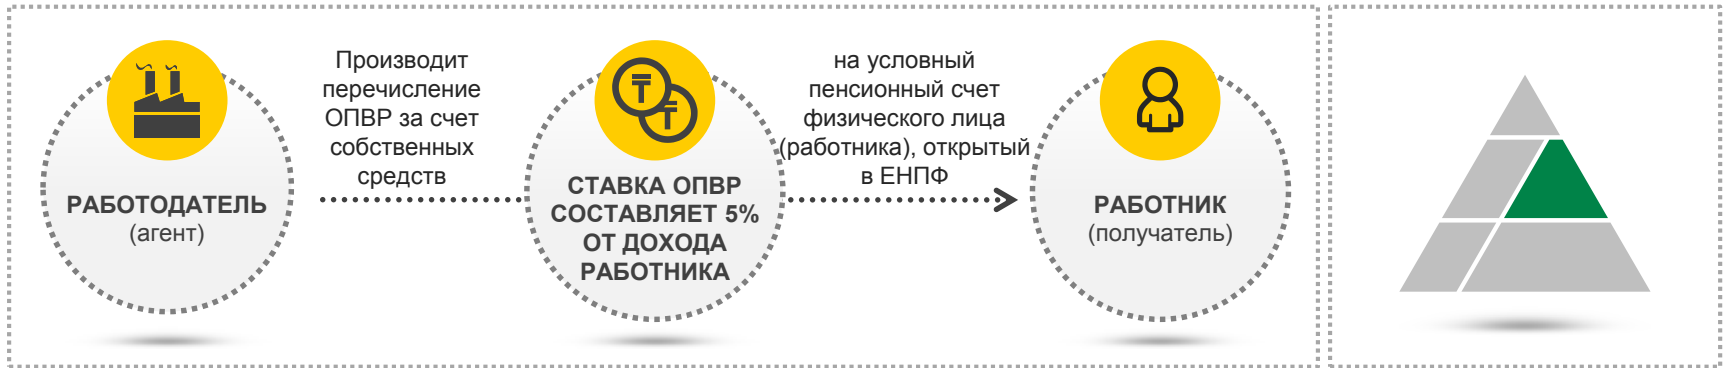 РАБОТОДАТЕЛЬ
(агент)
Производит
перечисление
ОПВР за счет
собственных
средств
СТАВКА ОПВР
СОСТАВЛЯЕТ 5%
ОТ ДОХОДА
РАБОТНИКА
на условный
пенсионный счет
физического лица
(работника), открытый
в ЕНПФ
РАБОТНИК
(получатель)